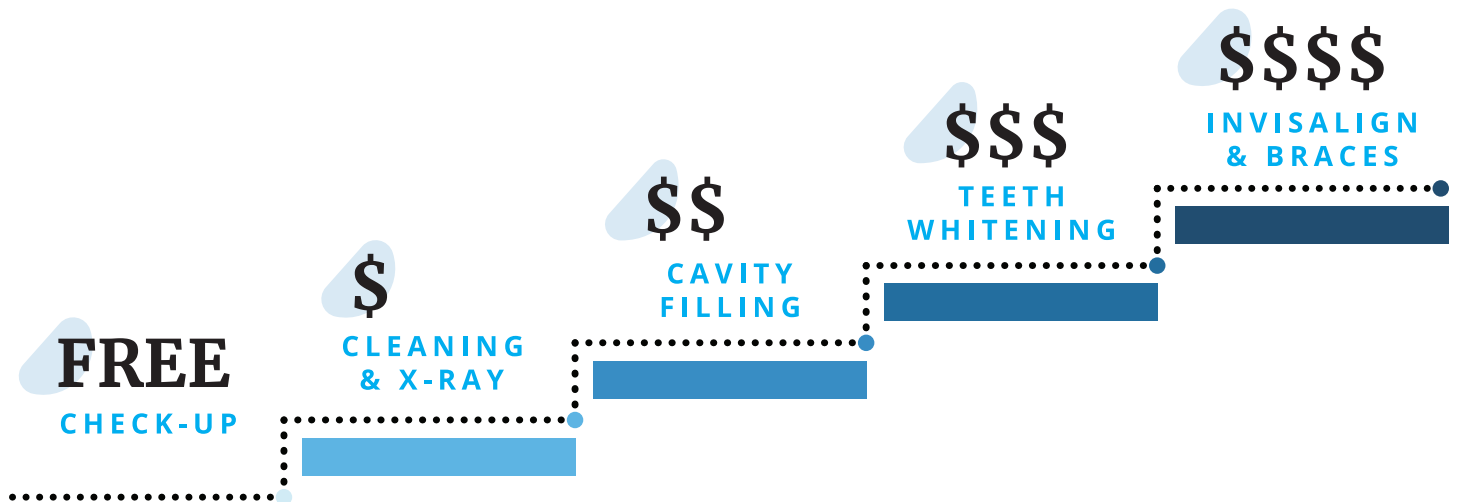 FREE
CHECK-UP
$
CLEANING
& X-RAY
$$
CAVITY
FILLING
$$$
TEETH
WHITENING
$$$$
INVISALIGN
& BRACES